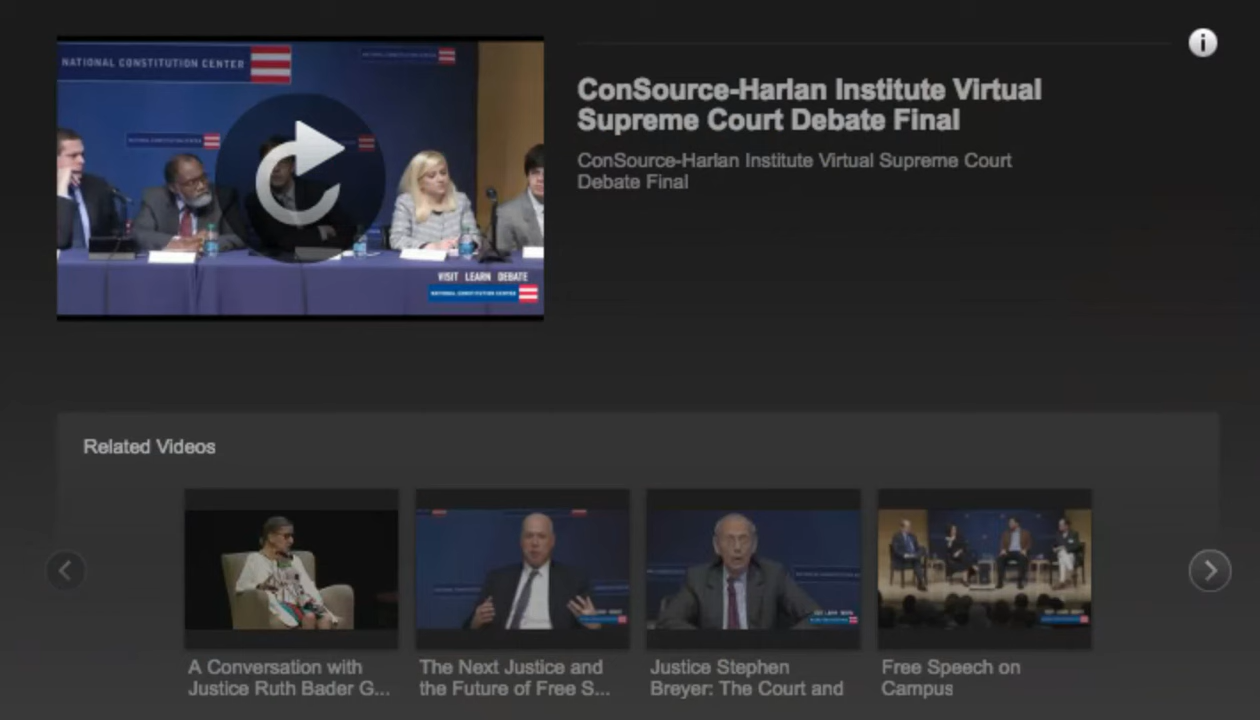 NATIONAL CONSTITUTION CENTER
ConSource-Harlan Institute Virtual
Supreme Court Debate Final
ConSource-Harlan Institute Virtual Supreme Court
Debate Final
VISIT LEARN DEBATE
NATIONAL CONSTITUTION CENTER
Related Videos
A Conversation with
Justice Ruth Bader G...
The Next Justice and
the Future of Free S...
Justice Stephen
Breyer: The Court and
Free Speech on
Campus